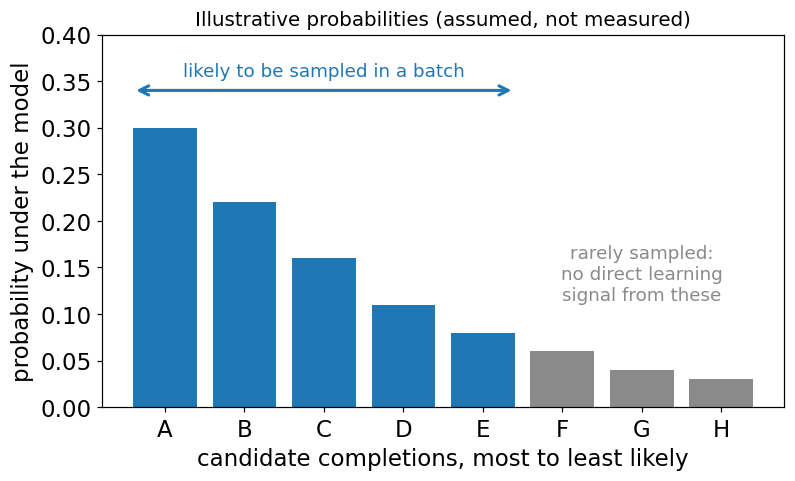 Illustrative probabilities (assumed, not measured)
0.40
0.35
0.30
0.25
0.20
0.15
0.10
0.05
0.00
probability under the model
likely to be sampled in a batch
rarely sampled:
no direct learning
signal from these
A B C D E F G H
candidate completions, most to least likely